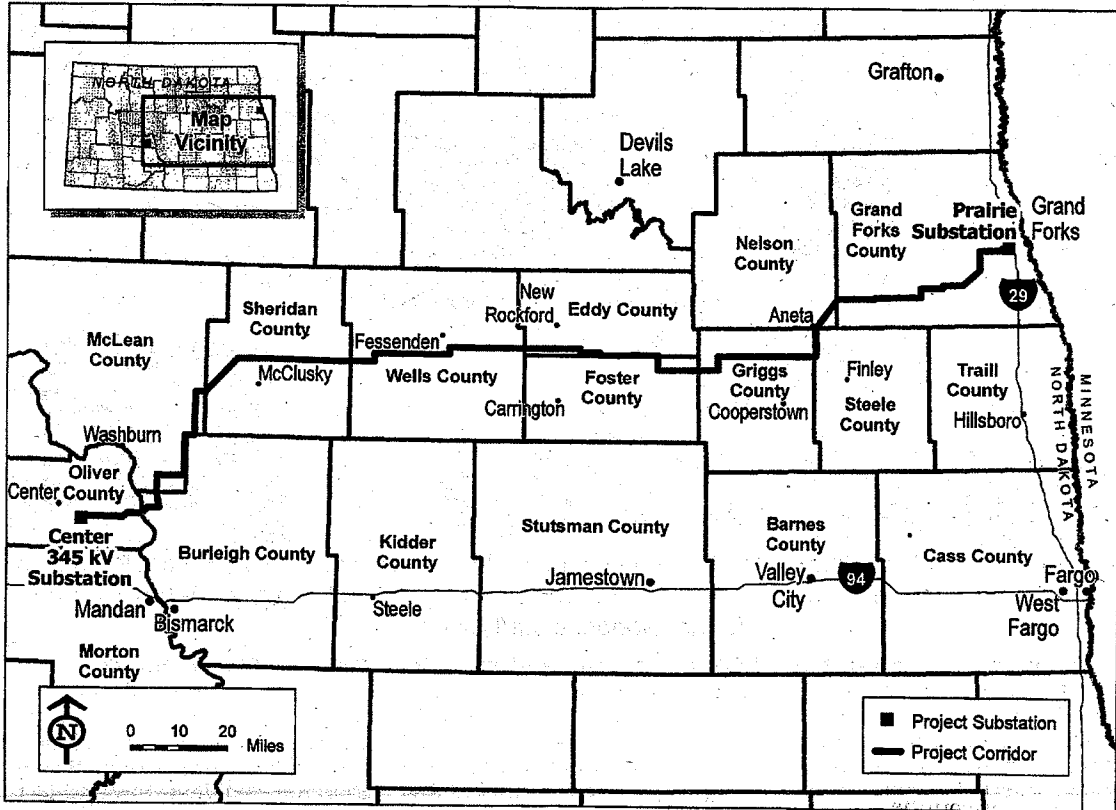 NORTH DAKOTA
Map
Vicinity
Grafton
Devils
Lake
Grand
Forks
County
Prairie
Substation
Grand
Forks
Nelson
County
29
Sheridan
County
New
Rockford
Eddy County
Aneta
McLean
County
Fessenden
McClusky
Wells County
Foster
County
Griggs
County
Finley
Traill
County
Carrington
Cooperstown
Steele
County
Hillsboro
NORTH DAKOTA
MINNESOTA
Washburn
Oliver
County
Center
Center
345 kV
Substation
Burleigh County
Kidder
County
Stutsman County
Barnes
County
Cass County
Jamestown
Valley
City
94
Fargo
West
Fargo
Mandan
Bismarck
Steele
Morton
County
N
0 10 20
Miles
Project Substation
Project Corridor